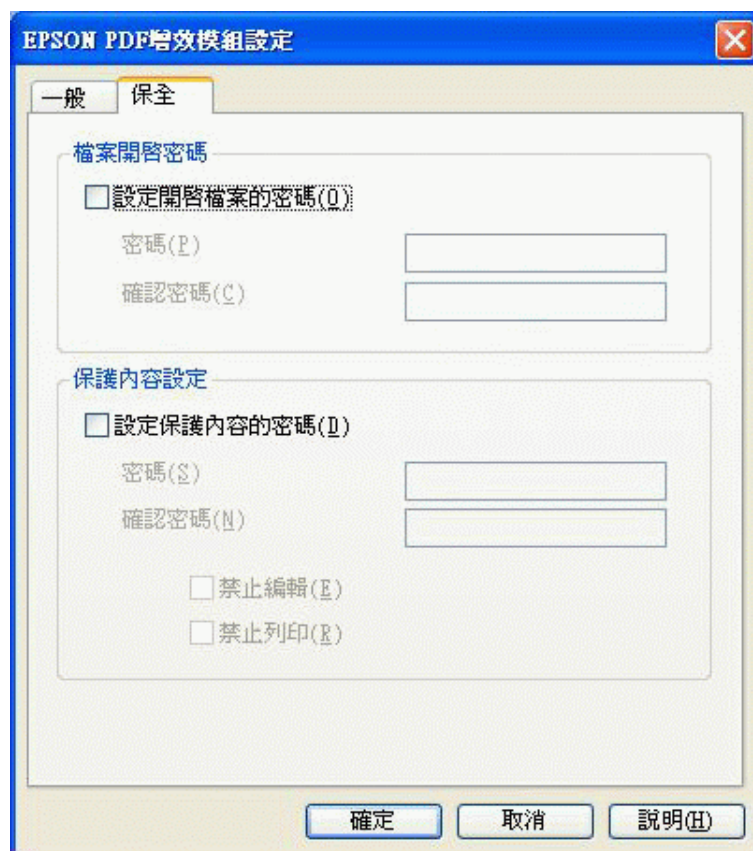 EPSON PDF增效模組設定
一般 保全
檔案開啓密碼
設定開啓檔案的密碼(O)
密碼(P)
確認密碼(C)
保護內容設定
設定保護內容的密碼(D)
密碼(S)
確認密碼(N)
禁止編輯(E)
禁止列印(R)
確定 取消 說明(H)